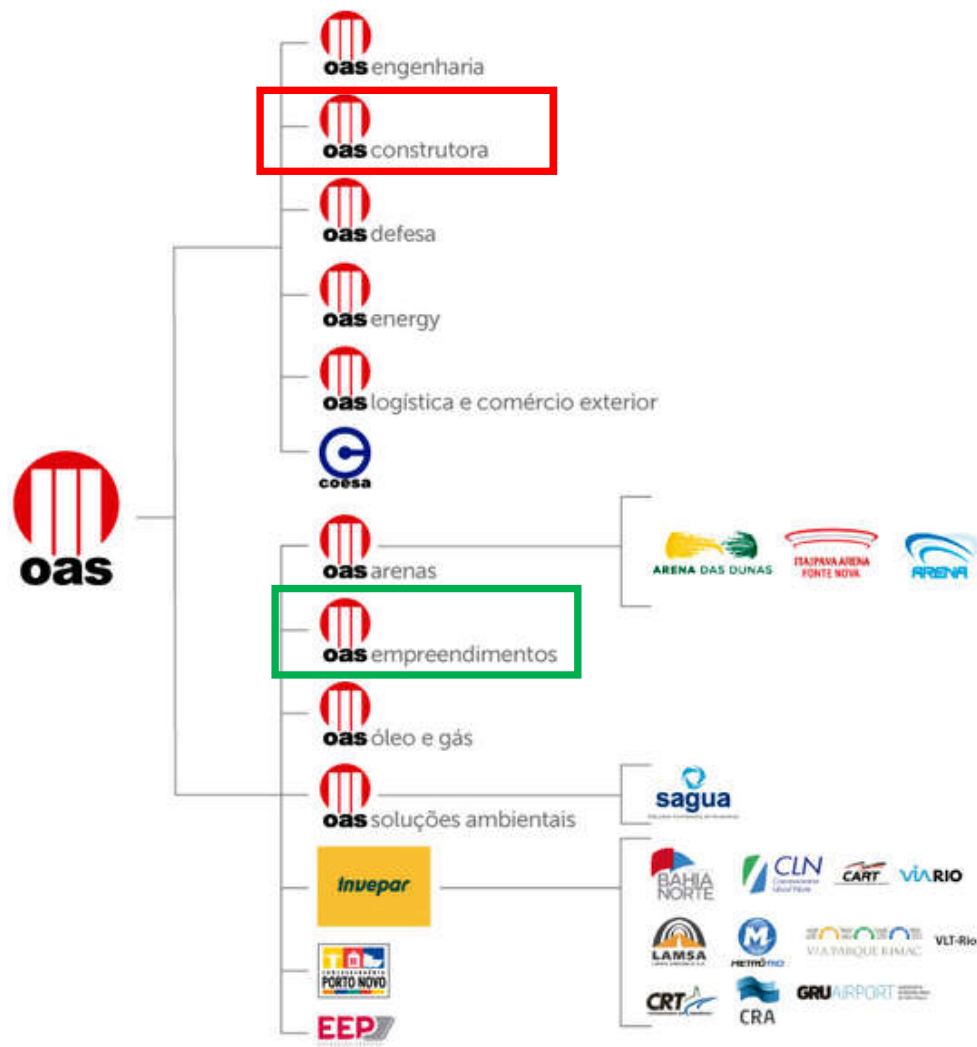 oas engenharia
oas construtora
oas defesa
oas energy
oas logística e comércio exterior
coesa
oas
oas arenas
ARENA DAS DUNAS
ITAIPAVA ARENA
FONTE NOVA
ARENA
oas empreendimentos
oas óleo e gás
oas soluções ambientais
sagua
invepar
BAHIA
NORTE
CLN
CART
VIARIO
LAMSA
METRÔRIO
VIA PARQUE RIMAC
VLT-Rio
CRT
CRA
GRUAIRPORT
PORTO NOVO
EEP